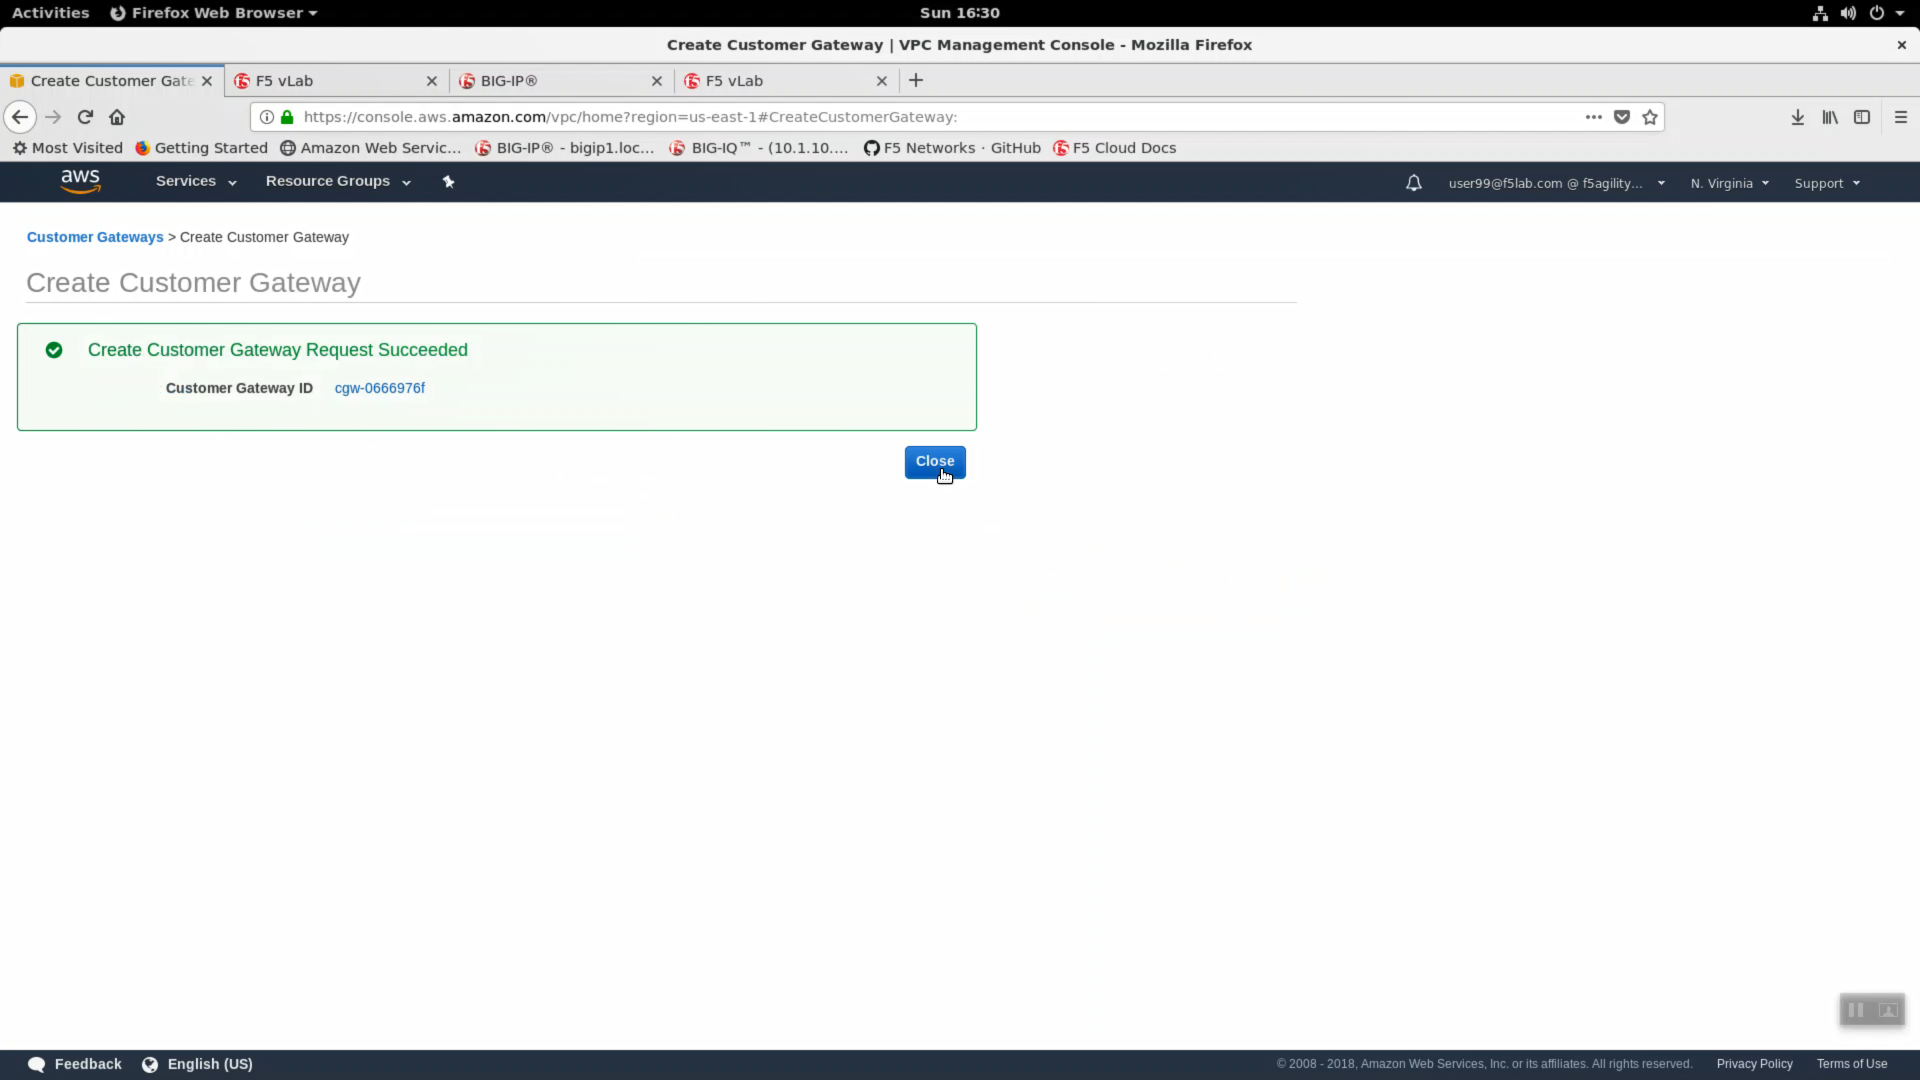 Activities Firefox Web Browser Sun 16:30
Create Customer Gateway | VPC Management Console - Mozilla Firefox
Create Customer Gate F5 vLab BIG-IP® F5 vLab
https://console.aws.amazon.com/vpc/home?region=us-east-1#CreateCustomerGateway:
Most Visited Getting Started Amazon Web Servic... BIG-IP® - bigip1.loc... BIG-IQ™ - (10.1.10.... F5 Networks · GitHub F5 Cloud Docs
aws Services Resource Groups user99@f5lab.com @ f5agility... N. Virginia Support
Customer Gateways > Create Customer Gateway
Create Customer Gateway
Create Customer Gateway Request Succeeded
Customer Gateway ID cgw-0666976f
Close
Feedback English (US) © 2008 - 2018, Amazon Web Services, Inc. or its affiliates. All rights reserved. Privacy Policy Terms of Use